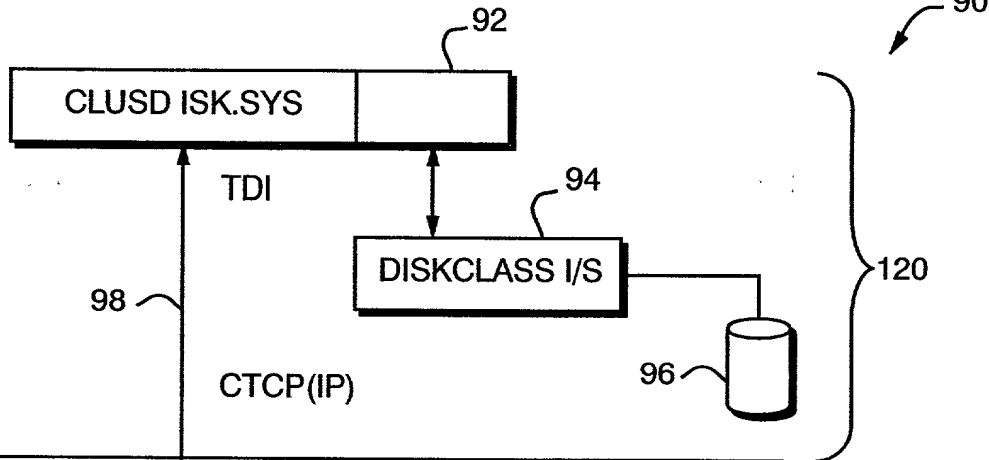 90
92
CLUSD ISK.SYS
TDI
94
DISKCLASS I/S
98
120
96
CTCP(IP)